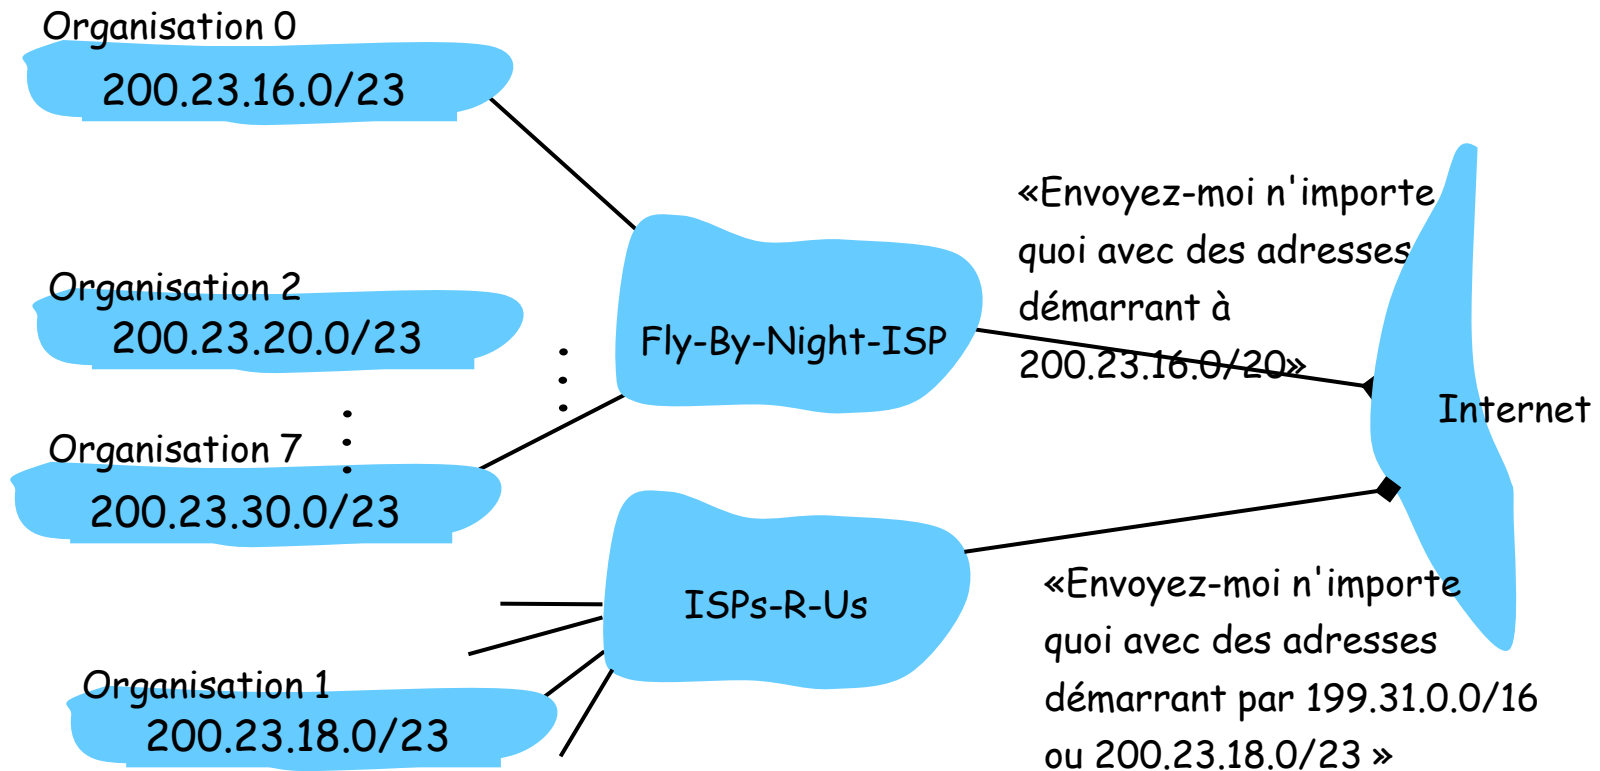 Organisation 0
200.23.16.0/23
Organisation 2
200.23.20.0/23
Organisation 7
200.23.30.0/23
Fly-By-Night-ISP
«Envoyez-moi n'importe
quoi avec des adresses
démarrant à
200.23.16.0/20»
Internet
ISPs-R-Us
Organisation 1
200.23.18.0/23
«Envoyez-moi n'importe
quoi avec des adresses
démarrant par 199.31.0.0/16
ou 200.23.18.0/23 »